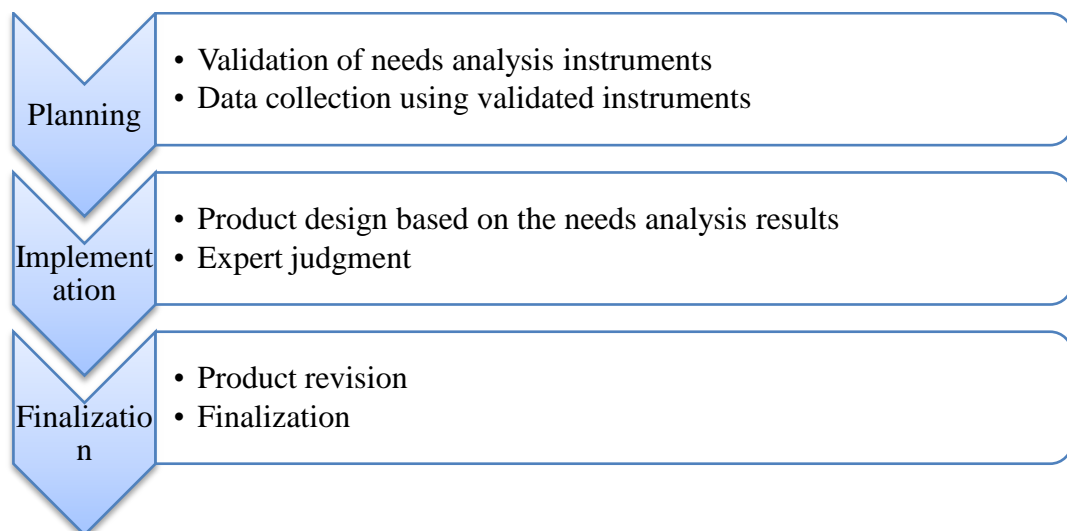 Planning
• Validation of needs analysis instruments
• Data collection using validated instruments
Implement
ation
• Product design based on the needs analysis results
• Expert judgment
Finalizatio
n
• Product revision
• Finalization